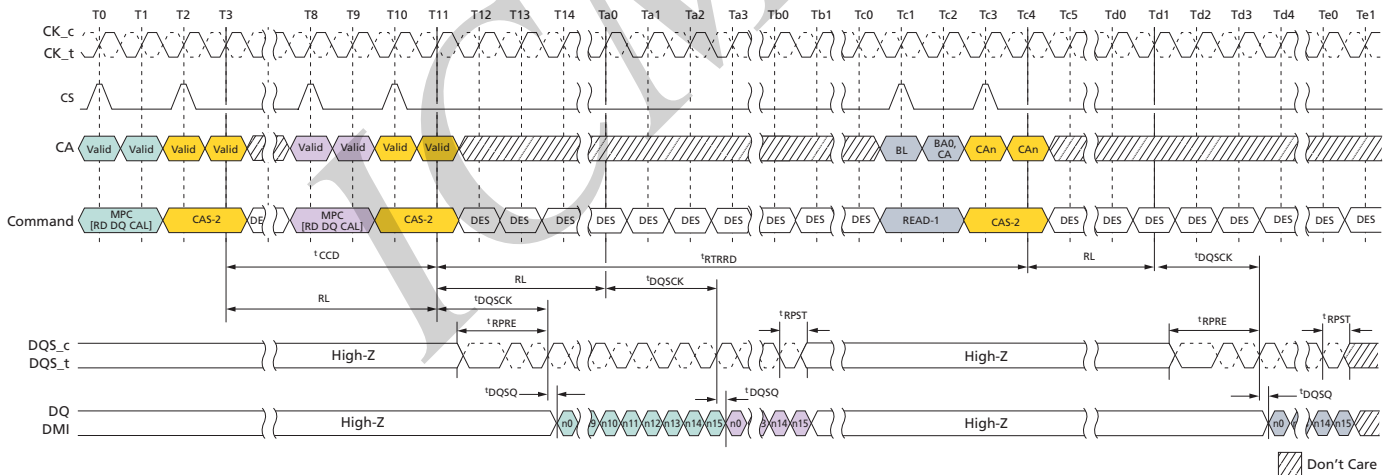 T0 T1 T2 T3 T8 T9 T10 T11 T12 T13 T14 Ta0 Ta1 Ta2 Ta3 Tb0 Tb1 Tc0 Tc1 Tc2 Tc3 Tc4 Tc5 Td0 Td1 Td2 Td3 Td4 Te0 Te1
CK_c
CK_t
CS
CA Valid Valid Valid Valid Valid Valid Valid Valid BL BA0, CA CAn CAn
Command MPC [RD DQ CAL] CAS-2 DE MPC [RD DQ CAL] CAS-2 DES DES DES DES DES DES DES DES DES DES READ-1 CAS-2 DES DES DES DES DES DES DES DES
tCCD tRTRRD RL tDQSCK
RL tDQSCK
RL tDQSCK
tRPRE tRPST tRPRE tRPST
DQS_c
DQS_t
High-Z High-Z
tDQSQ tDQSQ tDQSQ
DQ
DMI
High-Z n0 9 n10 n11 n12 n13 n14 n15 n0 3 n14 n15 High-Z n0 n14 n15
Don't Care